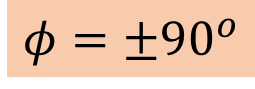 ϕ = ±90ᵒ